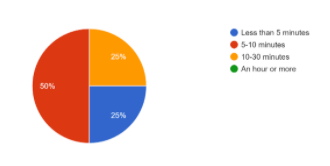 Less than 5 minutes
5-10 minutes
10-30 minutes
An hour or more
25%
50%
25%